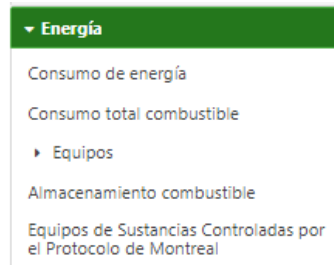 Energía
Consumo de energía
Consumo total combustible
Equipos
Almacenamiento combustible
Equipos de Sustancias Controladas por
el Protocolo de Montreal